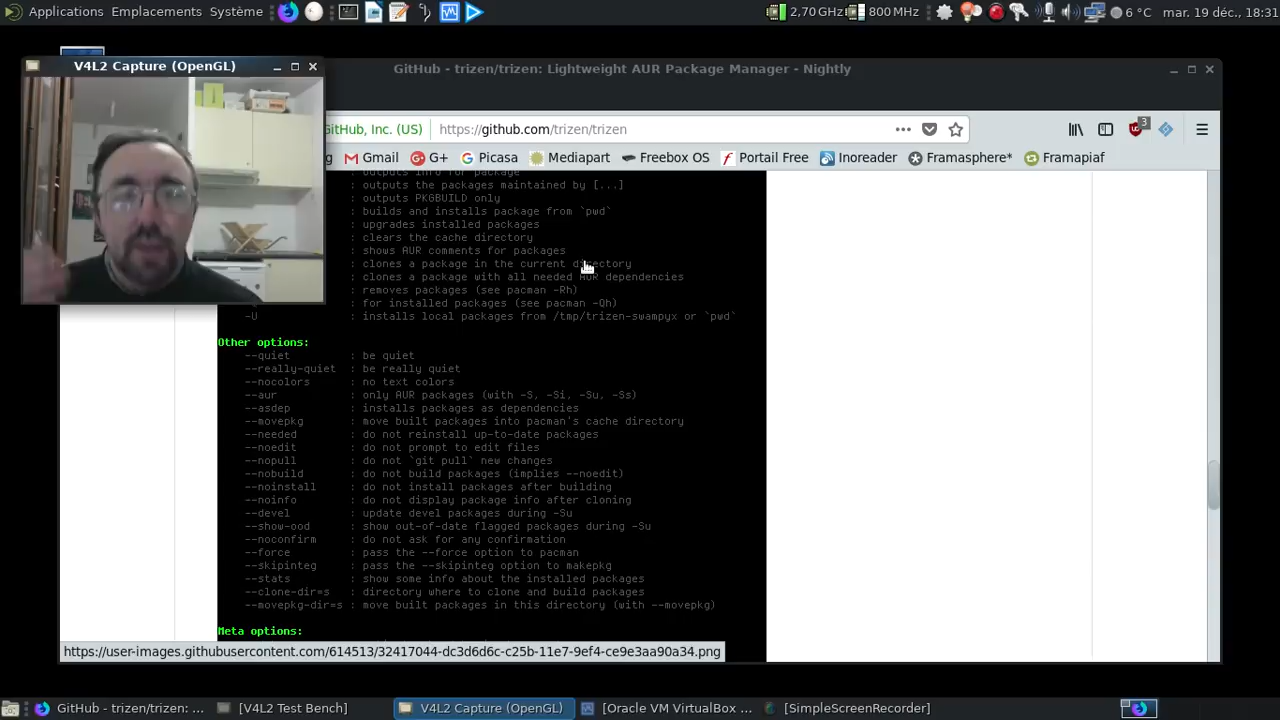 Applications Emplacements Système
2,70 GHz 800 MHz 6 °C mar. 19 déc., 18:31
V4L2 Capture (OpenGL)
GitHub - trizen/trizen: Lightweight AUR Package Manager - Nightly
GitHub, Inc. (US) https://github.com/trizen/trizen 3
Gmail G+ Picasa Mediapart Freebox OS Portail Free Inoreader Framasphere* Framapiaf
: outputs info for package
: outputs the packages maintained by [...]
: outputs PKGBUILD only
: builds and installs package from `pwd`
: upgrades installed packages
: clears the cache directory
: shows AUR comments for packages
: clones a package in the current directory
: clones a package with all needed AUR dependencies
: removes packages (see pacman -Rh)
: for installed packages (see pacman -Qh)
-U : installs local packages from /tmp/trizen-swampyx or `pwd`
Other options:
--quiet : be quiet
--really-quiet : be really quiet
--nocolors : no text colors
--aur : only AUR packages (with -S, -Si, -Su, -Ss)
--asdep : installs packages as dependencies
--movepkg : move built packages into pacman's cache directory
--needed : do not reinstall up-to-date packages
--noedit : do not prompt to edit files
--nopull : do not `git pull` new changes
--nobuild : do not build packages (implies --noedit)
--noinstall : do not install packages after building
--noinfo : do not display package info after cloning
--devel : update devel packages during -Su
--show-ood : show out-of-date flagged packages during -Su
--noconfirm : do not ask for any confirmation
--force : pass the --force option to pacman
--skipinteg : pass the --skipinteg option to makepkg
--stats : show some info about the installed packages
--clone-dir=s : directory where to clone and build packages
--movepkg-dir=s : move built packages in this directory (with --movepkg)
Meta options:
https://user-images.githubusercontent.com/614513/32417044-dc3d6d6c-c25b-11e7-9ef4-ce9e3aa90a34.png
GitHub - trizen/trizen: ... [V4L2 Test Bench] V4L2 Capture (OpenGL) [Oracle VM VirtualBox ... [SimpleScreenRecorder]